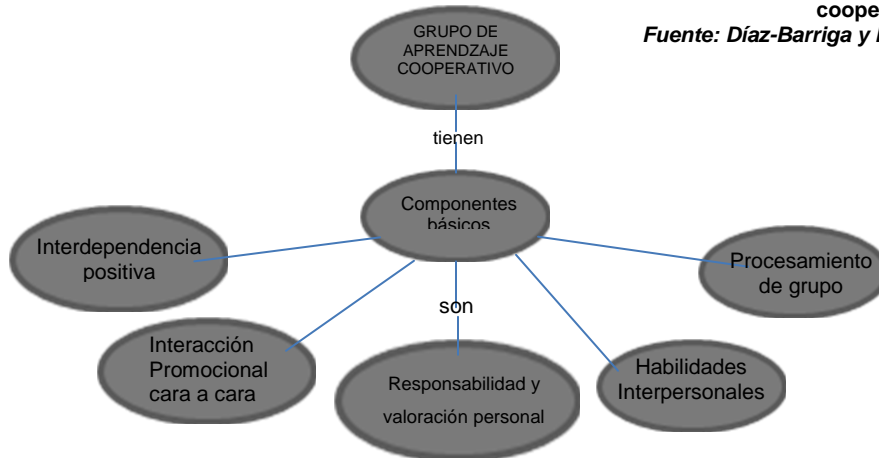 coope
Fuente: Díaz-Barriga y
GRUPO DE
APRENDZAJE
COOPERATIVO
tienen
Componentes
básicos
Interdependencia
positiva
Procesamiento
de grupo
son
Interacción
Promocional
cara a cara
Responsabilidad y
valoración personal
Habilidades
Interpersonales